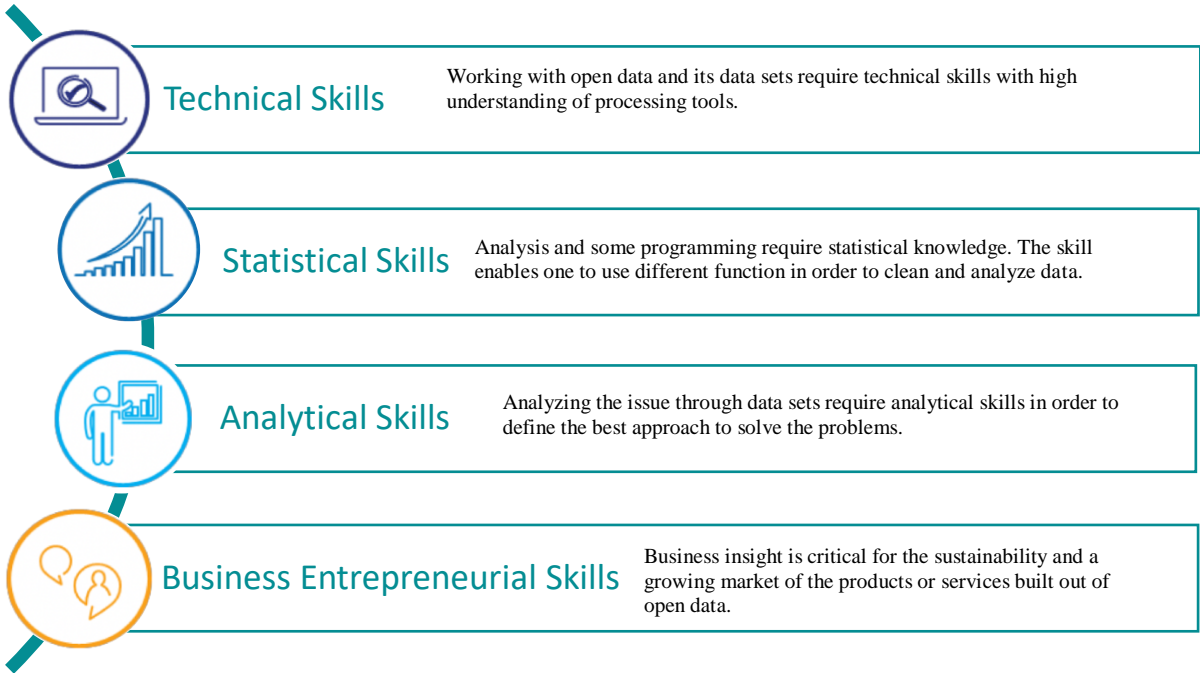 Technical Skills
Working with open data and its data sets require technical skills with high
understanding of processing tools.
Statistical Skills
Analysis and some programming require statistical knowledge. The skill
enables one to use different function in order to clean and analyze data.
Analytical Skills
Analyzing the issue through data sets require analytical skills in order to
define the best approach to solve the problems.
Business Entrepreneurial Skills
Business insight is critical for the sustainability and a
growing market of the products or services built out of
open data.